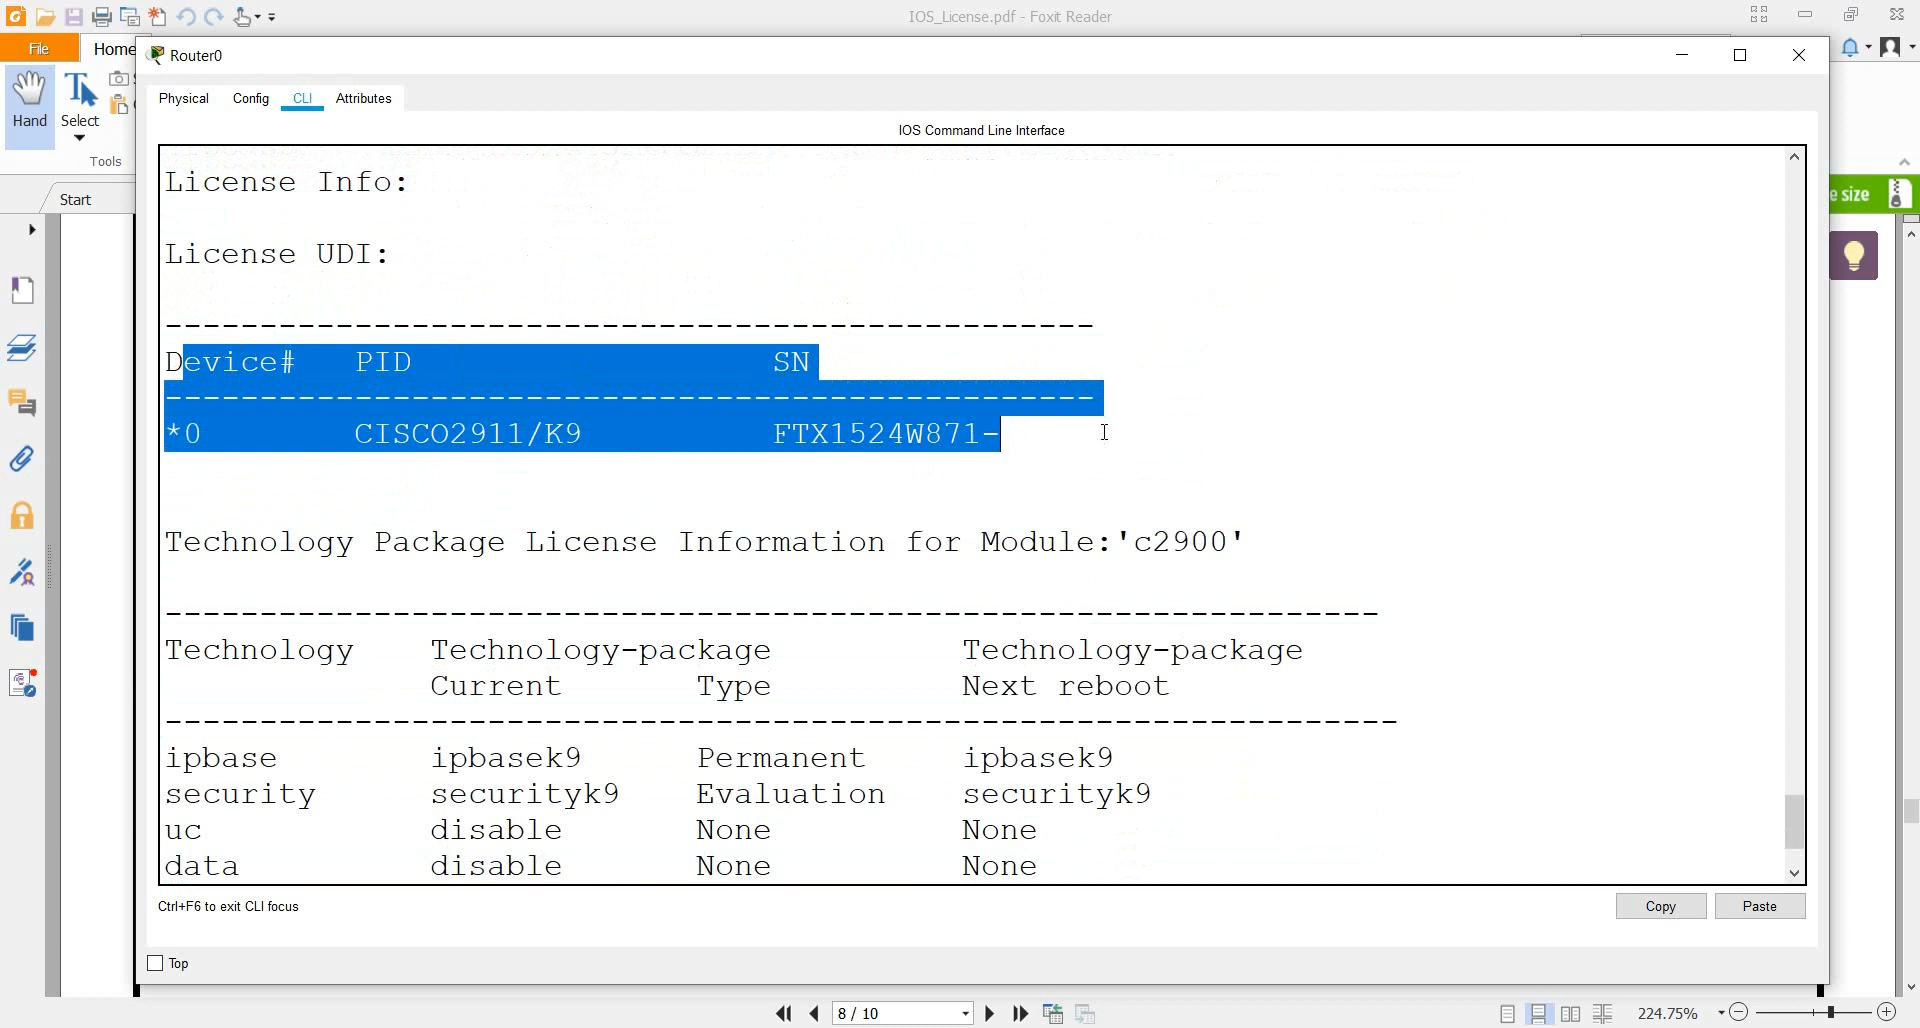 IOS_License.pdf - Foxit Reader
File Home
Router0
Hand Select
Tools
Start
Physical Config CLI Attributes
IOS Command Line Interface
License Info:
License UDI:
-------------------------------------------------
Device# PID SN
-------------------------------------------------
*0 CISCO2911/K9 FTX1524W871-
Technology Package License Information for Module:'c2900'
----------------------------------------------------------------
Technology Technology-package Technology-package
Current Type Next reboot
-----------------------------------------------------------------
ipbase ipbasek9 Permanent ipbasek9
security securityk9 Evaluation securityk9
uc disable None None
data disable None None
Ctrl+F6 to exit CLI focus
Copy Paste
Top
size
8 / 10
224.75%